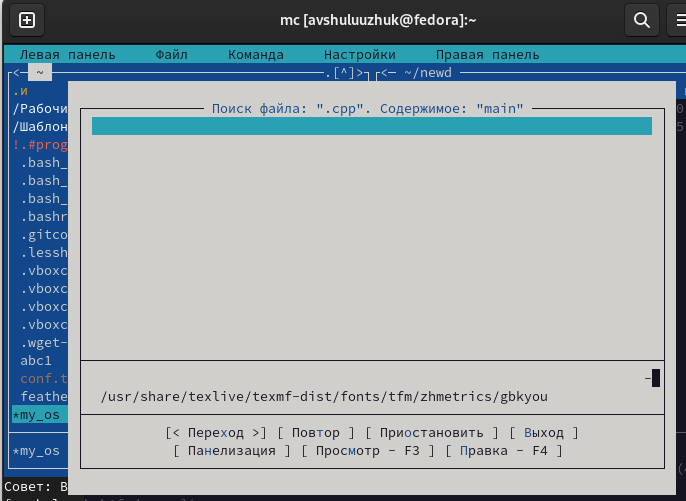 mc [avshuluuzhuk@fedora]:~
Левая панель Файл Команда Настройки Правая панель
<— ~ .[^]> <— ~/newd
.и
/Рабочи
/Шаблон
Поиск файла: ".cpp". Содержимое: "main"
!.#prog
.bash_
.bash_
.bash_
.bashr
.gitco
.lessh
.vboxc
.vboxc
.vboxc
.vboxc
.wget-
abc1
conf.t
feathe
*my_os
/usr/share/texlive/texmf-dist/fonts/tfm/zhmetrics/gbkyou
[< Переход >] [ Повтор ] [ Приостановить ] [ Выход ]
*my_os
[ Панелизация ] [ Просмотр - F3 ] [ Правка - F4 ]
Совет: В